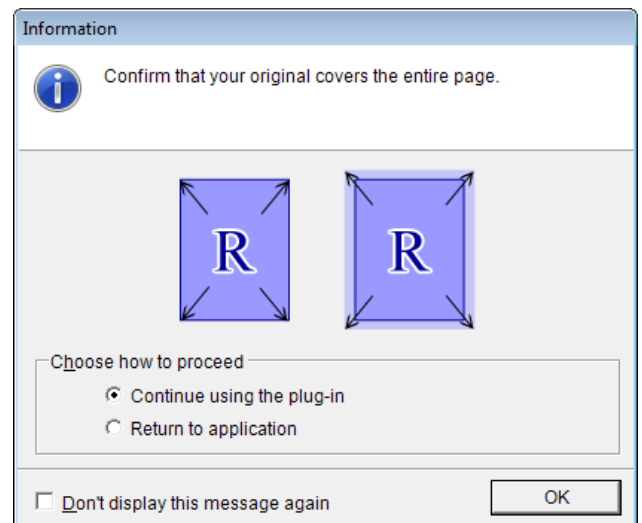 Information
Confirm that your original covers the entire page.
R R
Choose how to proceed
Continue using the plug-in
Return to application
Don't display this message again
OK